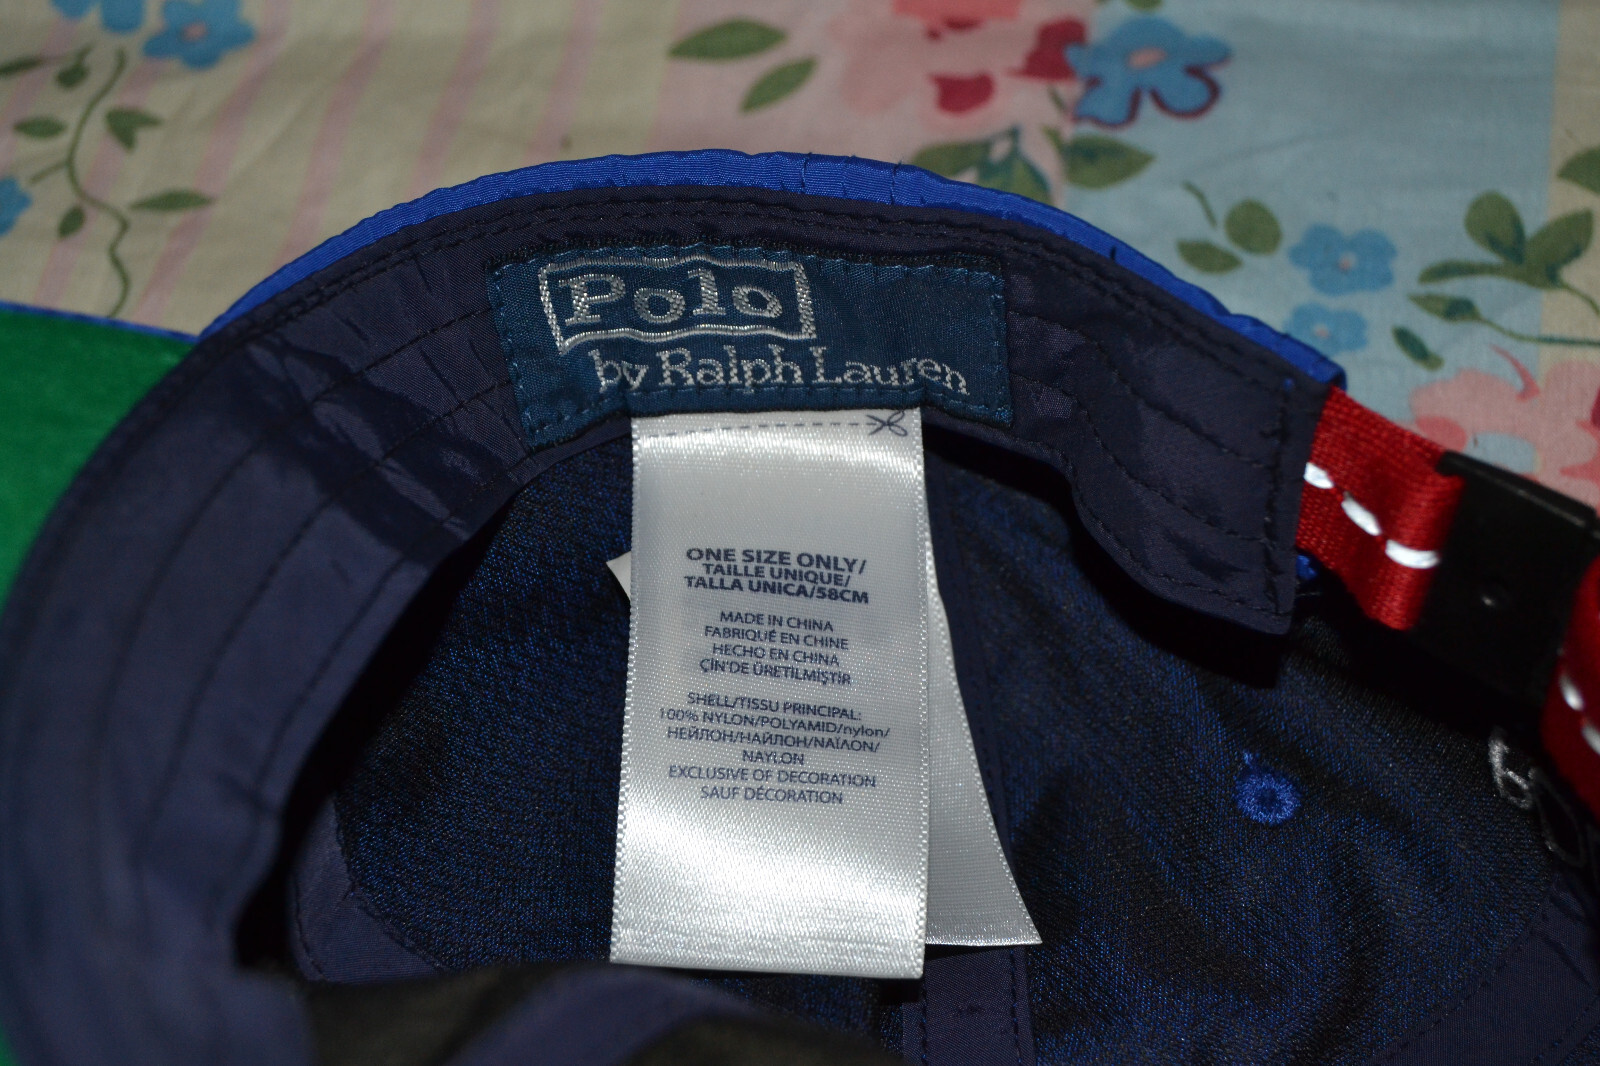 Polo
by Ralph Lauren
ONE SIZE ONLY/
TAILLE UNIQUE/
TALLA UNICA/58CM
MADE IN CHINA
FABRIQUÉ EN CHINE
HECHO EN CHINA
ÇİN'DE ÜRETİLMİŞTİR
SHELL/TISSU PRINCIPAL:
100% NYLON/POLYAMID/nylon/
НЕЙЛОН/НАЙЛОН/ΝΑΪΛΟΝ/
NAYLON
EXCLUSIVE OF DECORATION
SAUF DÉCORATION